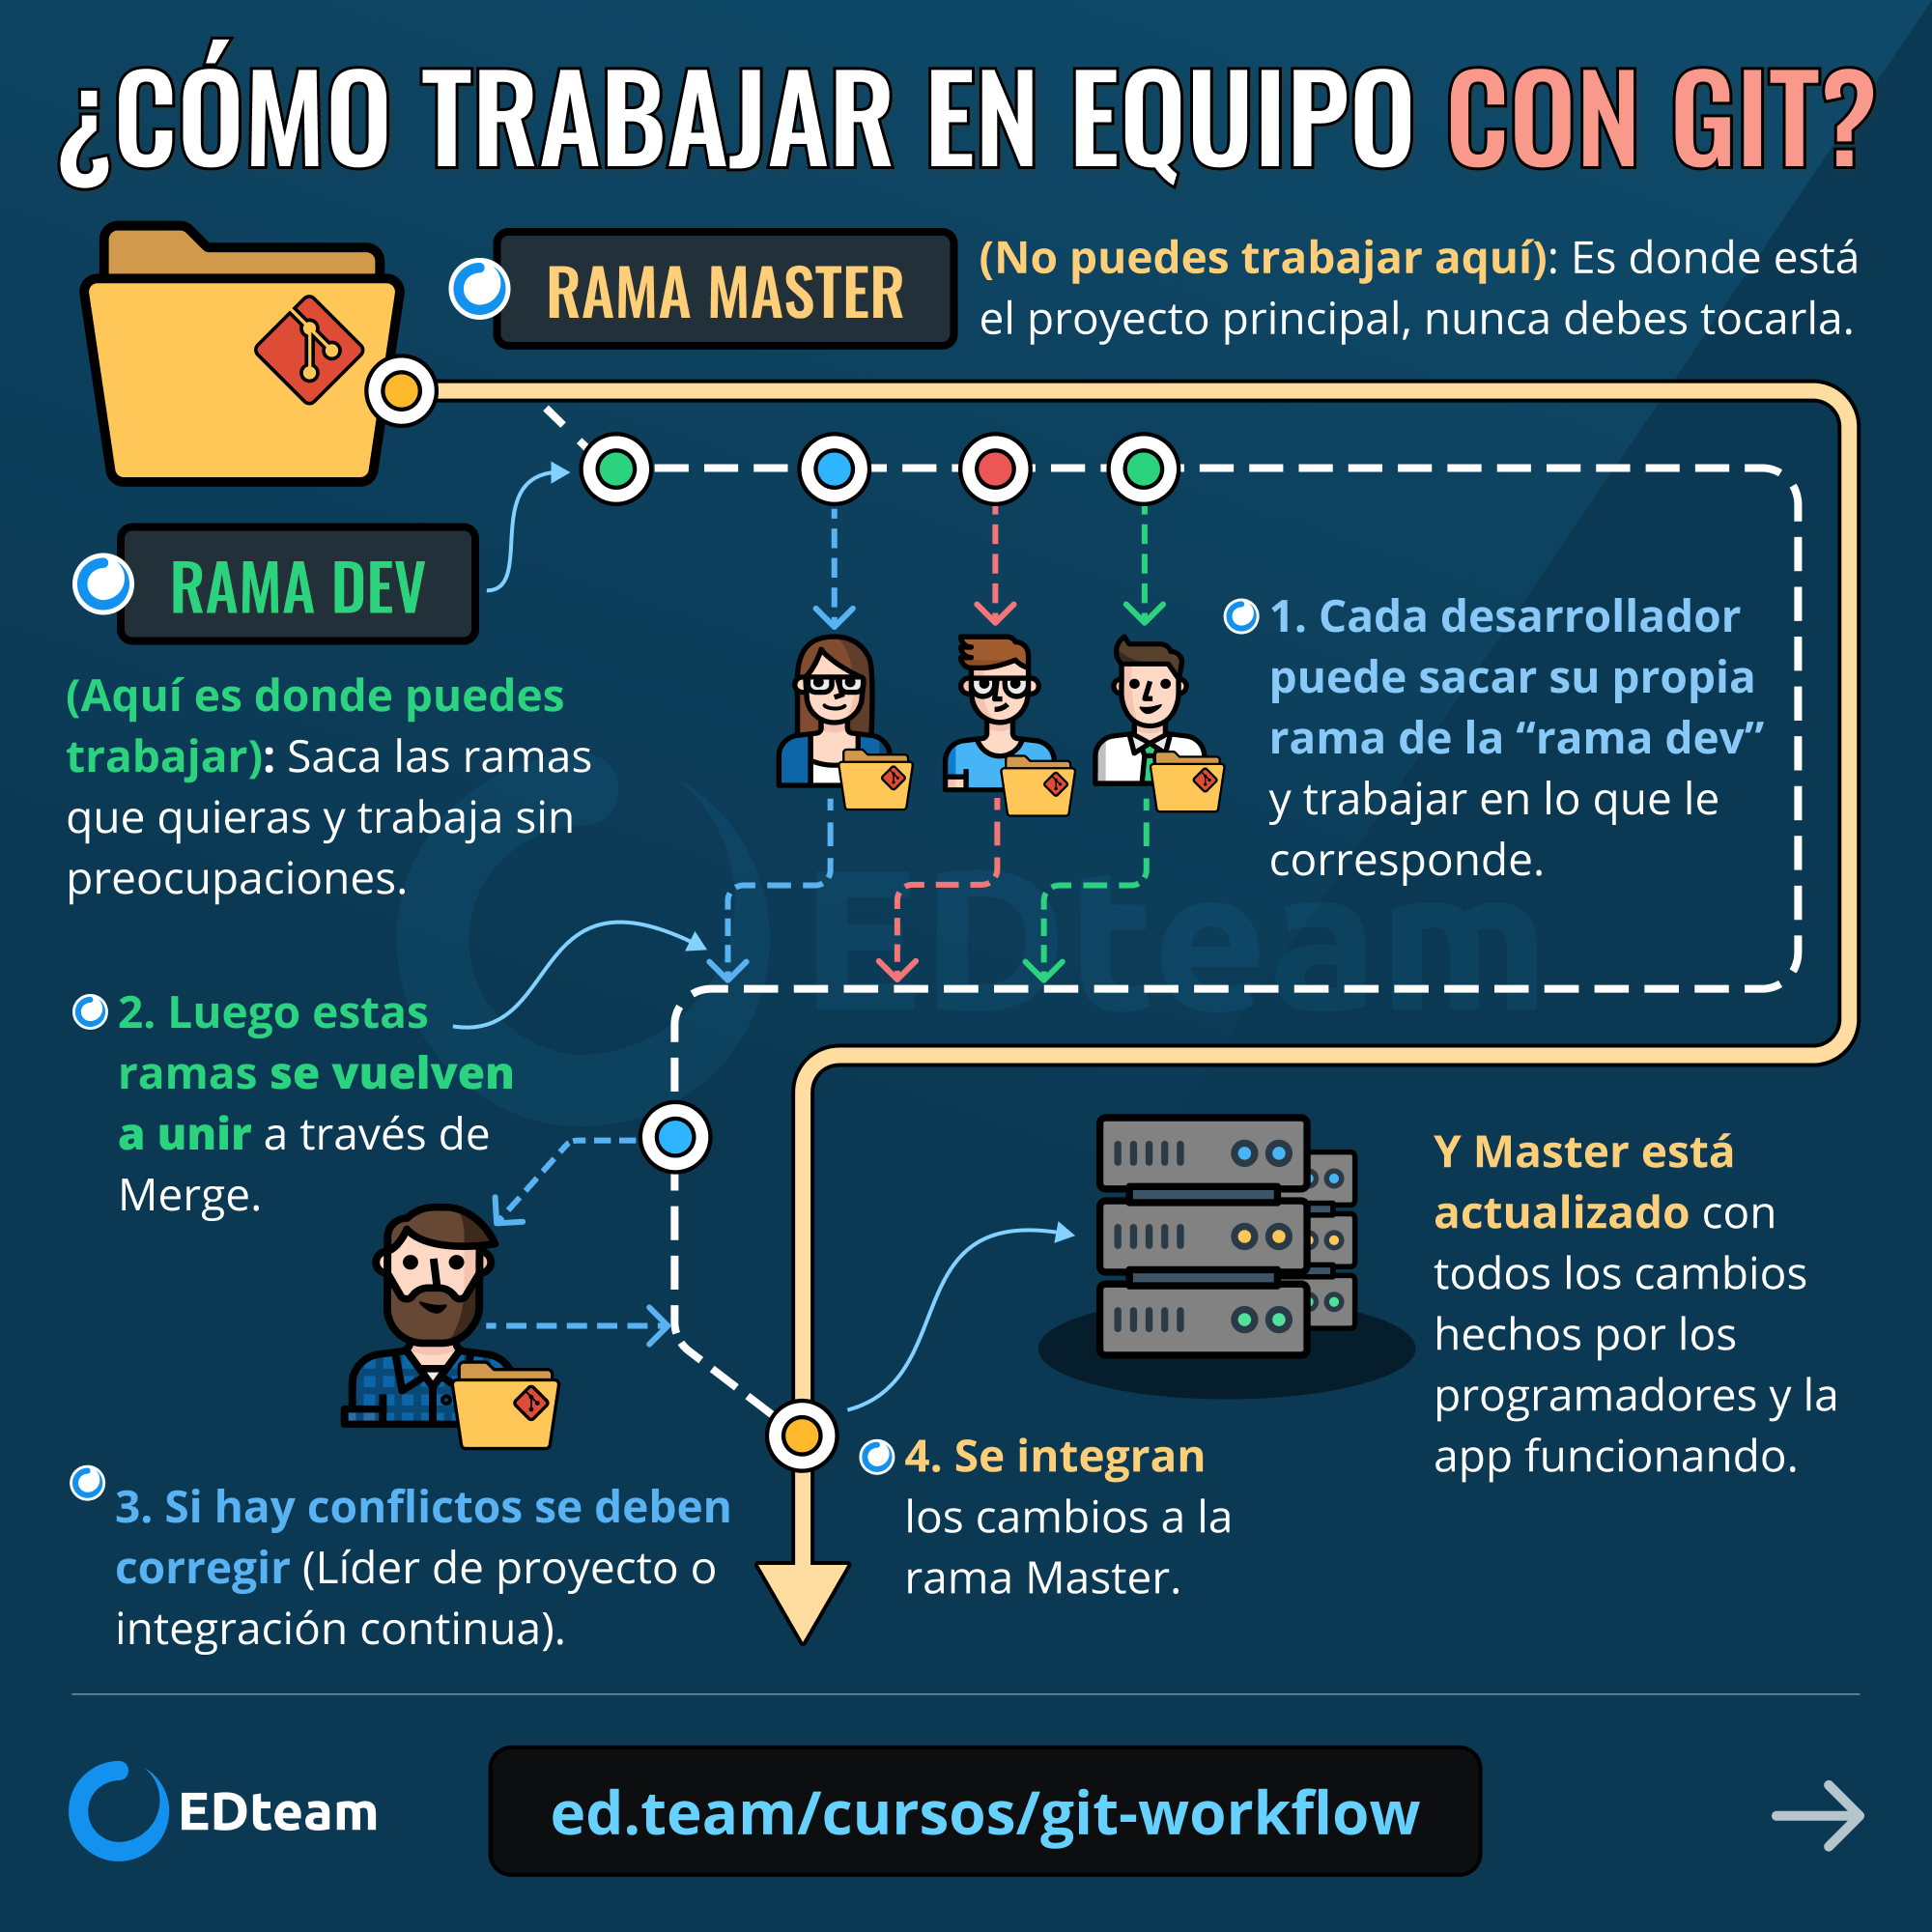 ¿CÓMO TRABAJAR EN EQUIPO CON GIT?
RAMA MASTER
(No puedes trabajar aquí): Es donde está
el proyecto principal, nunca debes tocarla.
RAMA DEV
(Aquí es donde puedes
trabajar): Saca las ramas
que quieras y trabaja sin
preocupaciones.
1. Cada desarrollador
puede sacar su propia
rama de la “rama dev”
y trabajar en lo que le
corresponde.
EDteam
2. Luego estas
ramas se vuelven
a unir a través de
Merge.
3. Si hay conflictos se deben
corregir (Líder de proyecto o
integración continua).
4. Se integran
los cambios a la
rama Master.
Y Master está
actualizado con
todos los cambios
hechos por los
programadores y la
app funcionando.
EDteam
ed.team/cursos/git-workflow